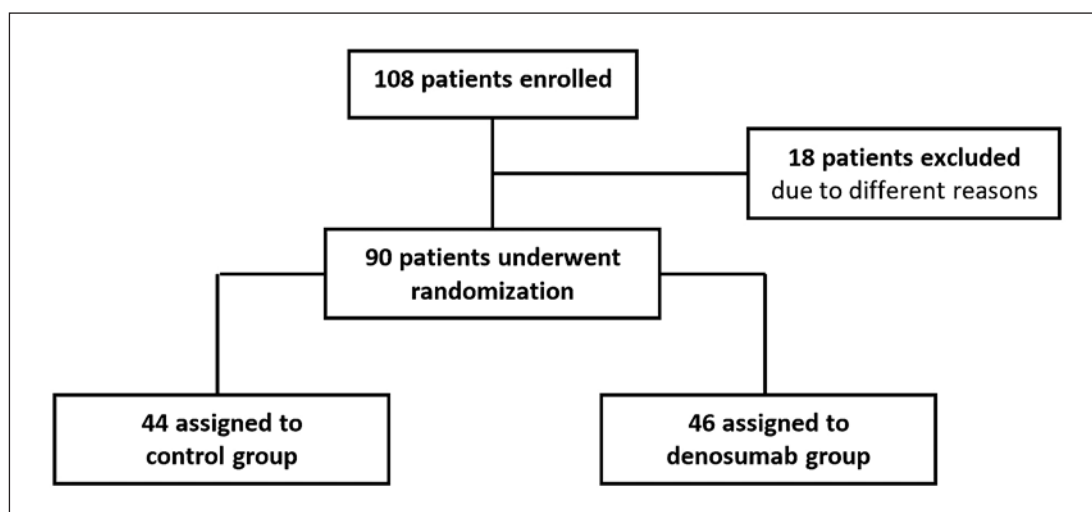 108 patients enrolled
18 patients excluded
due to different reasons
90 patients underwent
randomization
44 assigned to
control group
46 assigned to
denosumab group